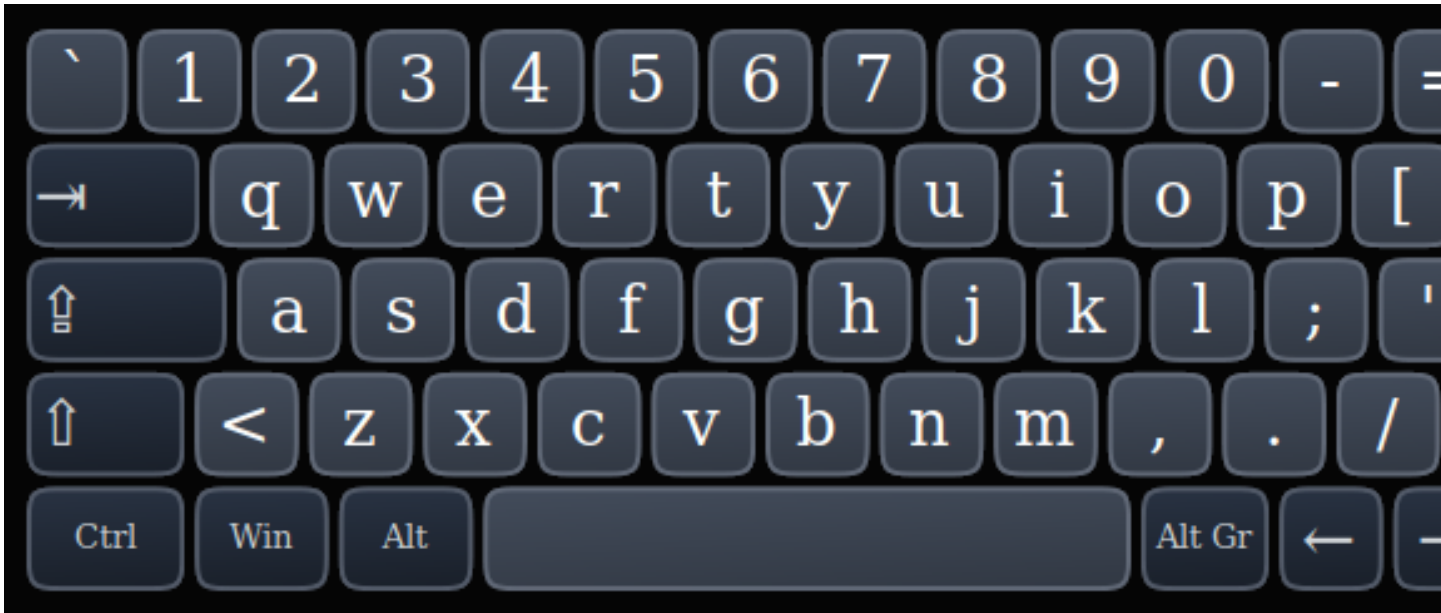 ` 1 2 3 4 5 6 7 8 9 0 - =
⇥ q w e r t y u i o p [
⇪ a s d f g h j k l ; '
⇧ < z x c v b n m , . /
Ctrl Win Alt Alt Gr ←